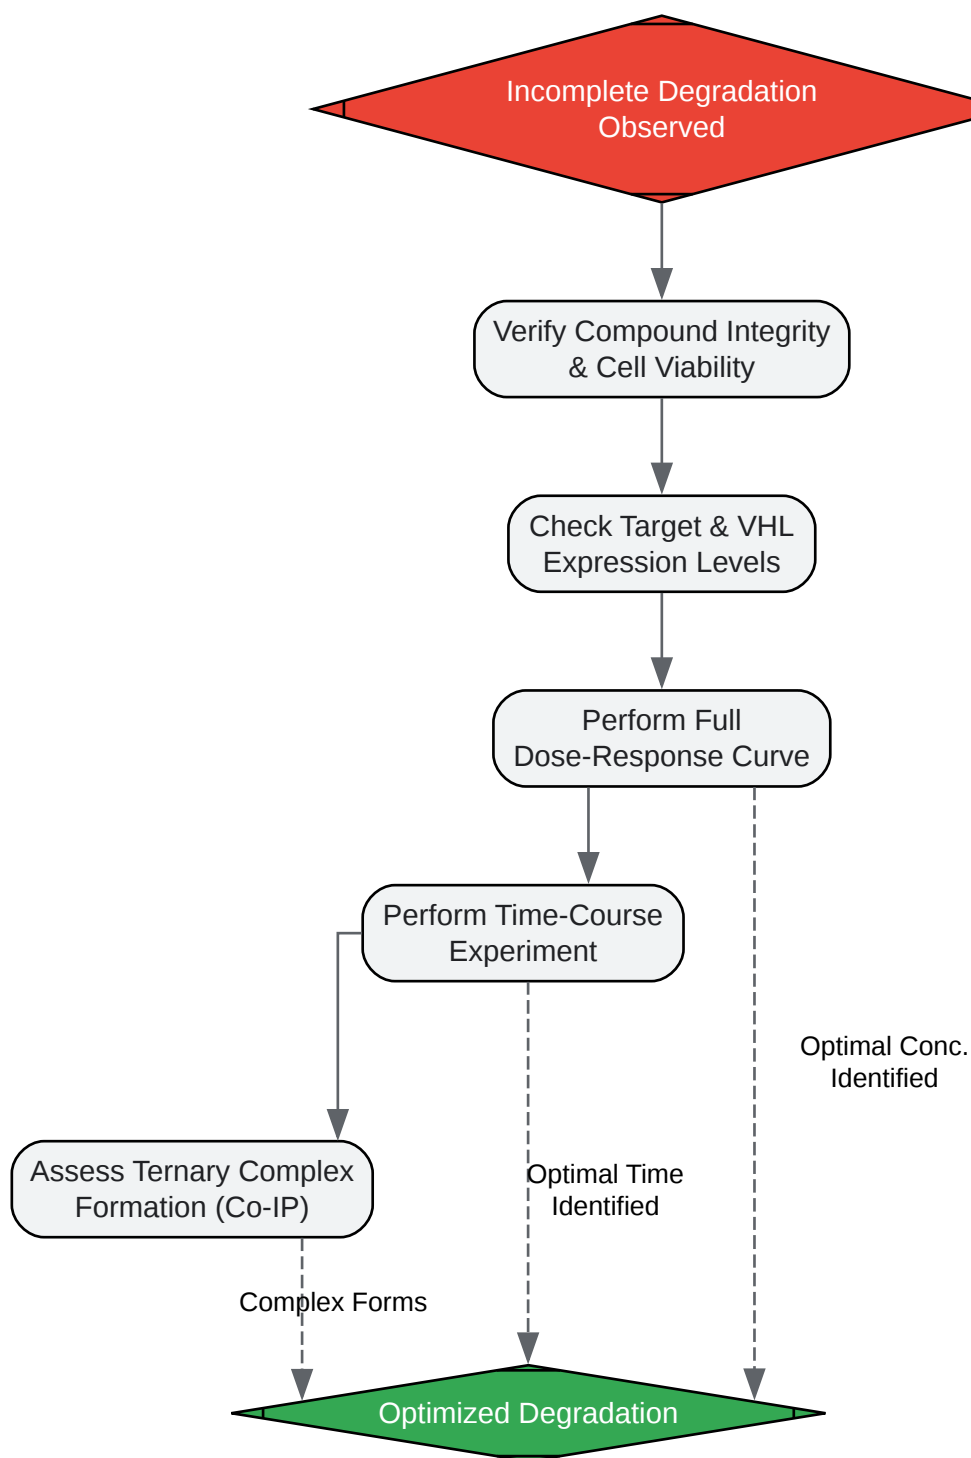 Incomplete Degradation
Observed
Verify Compound Integrity
& Cell Viability
Check Target & VHL
Expression Levels
Perform Full
Dose-Response Curve
Perform Time-Course
Experiment
Optimal Conc.
Identified
Assess Ternary Complex
Formation (Co-IP)
Optimal Time
Identified
Complex Forms
Optimized Degradation